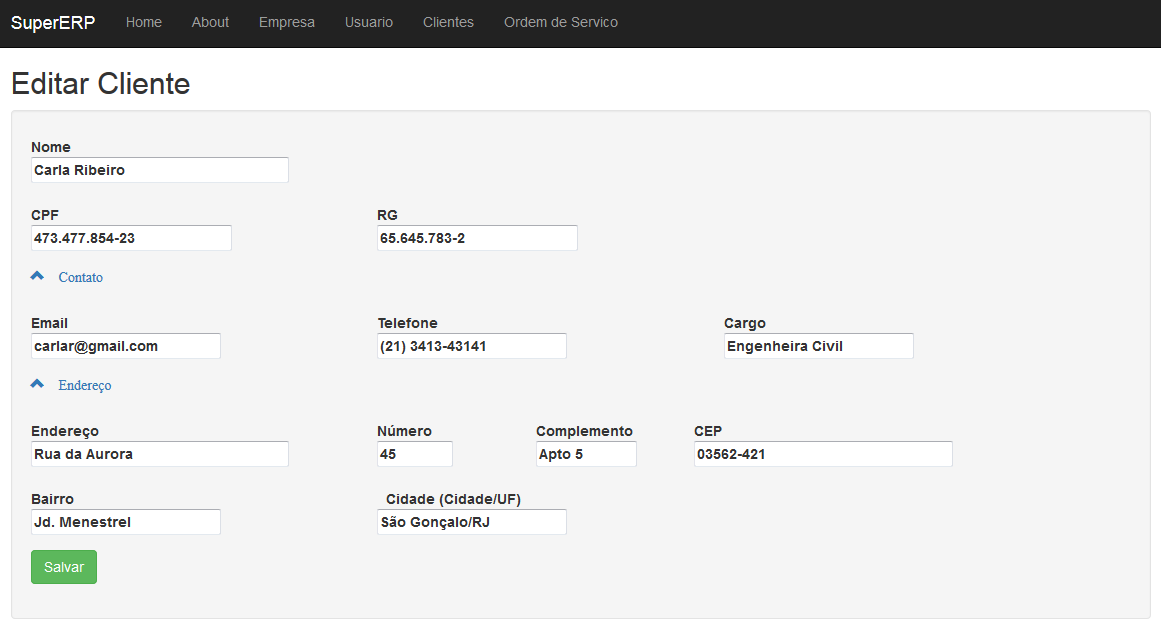 SuperERP Home About Empresa Usuario Clientes Ordem de Servico
Editar Cliente
Nome
Carla Ribeiro
CPF RG
473.477.854-23 65.645.783-2
Contato
Email Telefone Cargo
carlar@gmail.com (21) 3413-43141 Engenheira Civil
Endereço
Endereço Número Complemento CEP
Rua da Aurora 45 Apto 5 03562-421
Bairro Cidade (Cidade/UF)
Jd. Menestrel São Gonçalo/RJ
Salvar